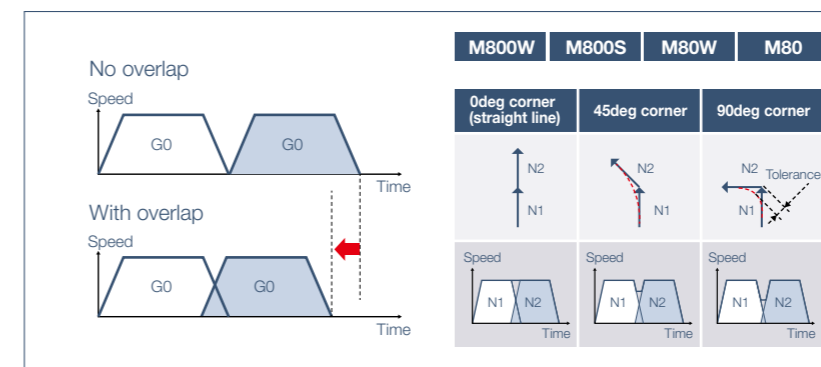 No overlap
Speed
G0
G0
Time
With overlap
Speed
G0
G0
Time
M800W
M800S
M80W
M80
0deg corner
(straight line)
45deg corner
90deg corner
N2
N1
N2
N1
N2
Tolerance
N1
Speed
N1
N2
Time
Speed
N1
N2
Time
Speed
N1
N2
Time